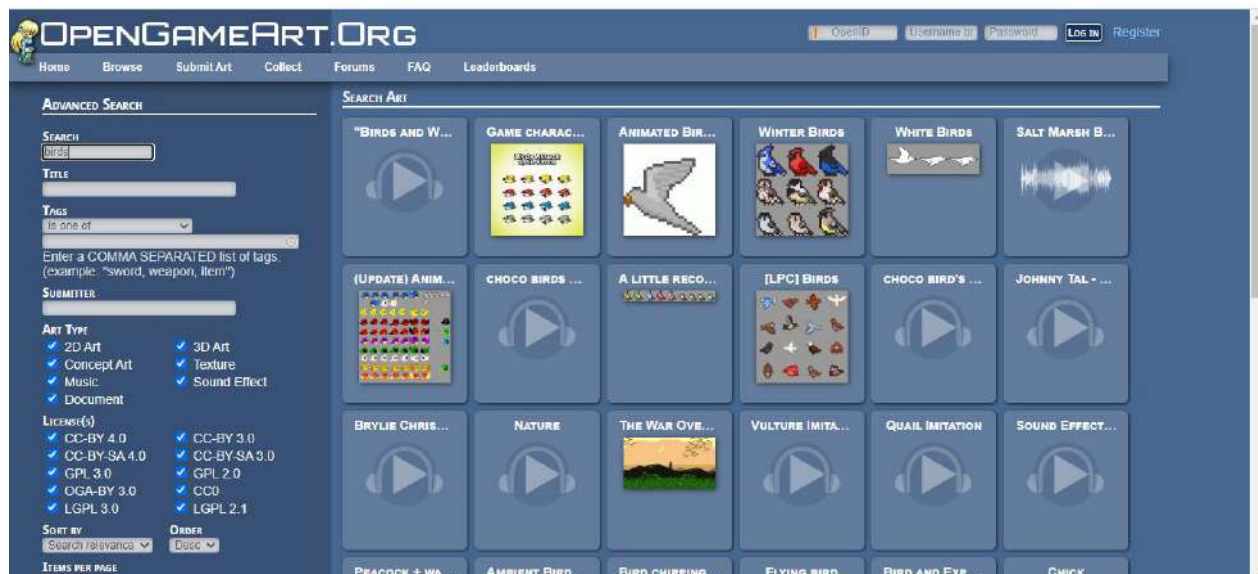 OpenGameArt.Org
OpenID Username or Password Log in Register
Home Browse Submit Art Collect Forums FAQ Leaderboards
Advanced Search
Search
birds
Title
Tags
Is one of
Enter a COMMA SEPARATED list of tags.
(example: "sword, weapon, item")
Submitter
Art Type
2D Art 3D Art
Concept Art Texture
Music Sound Effect
Document
License(s)
CC-BY 4.0 CC-BY 3.0
CC-BY-SA 4.0 CC-BY-SA 3.0
GPL 3.0 GPL 2.0
OGA-BY 3.0 CC0
LGPL 3.0 LGPL 2.1
Sort by Order
Search relevance Desc
Items per page
Search Art
"Birds and W... Game charac... Animated Bir... Winter Birds White Birds Salt Marsh B...
(Update) Anim... choco birds ... A little reco... [LPC] Birds choco bird's ... Johnny Tal - ...
Brylie Chris... Nature The War Ove... Vulture Imita... Quail Imitation Sound Effect...
Peacock + wa... Ambient Bird... Bird chirping... Flying bird Bird and Exp... Chick